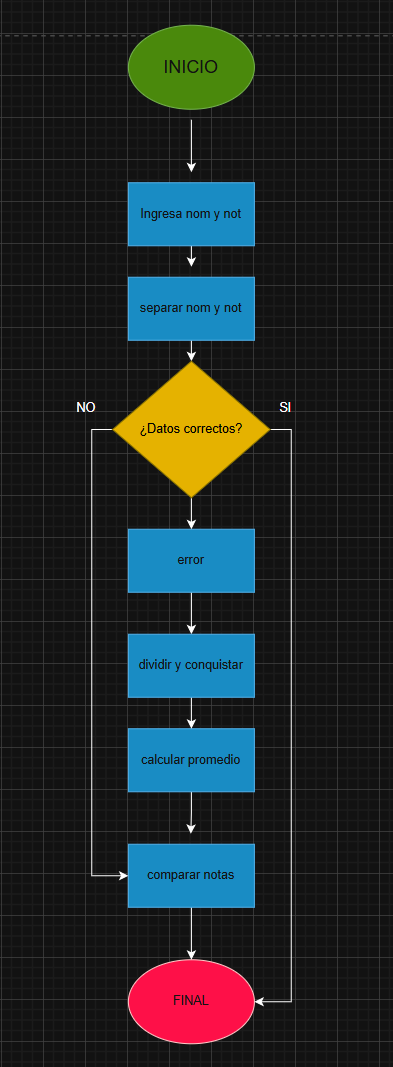 INICIO
Ingresa nom y not
separar nom y not
NO
SI
¿Datos correctos?
error
dividir y conquistar
calcular promedio
comparar notas
FINAL